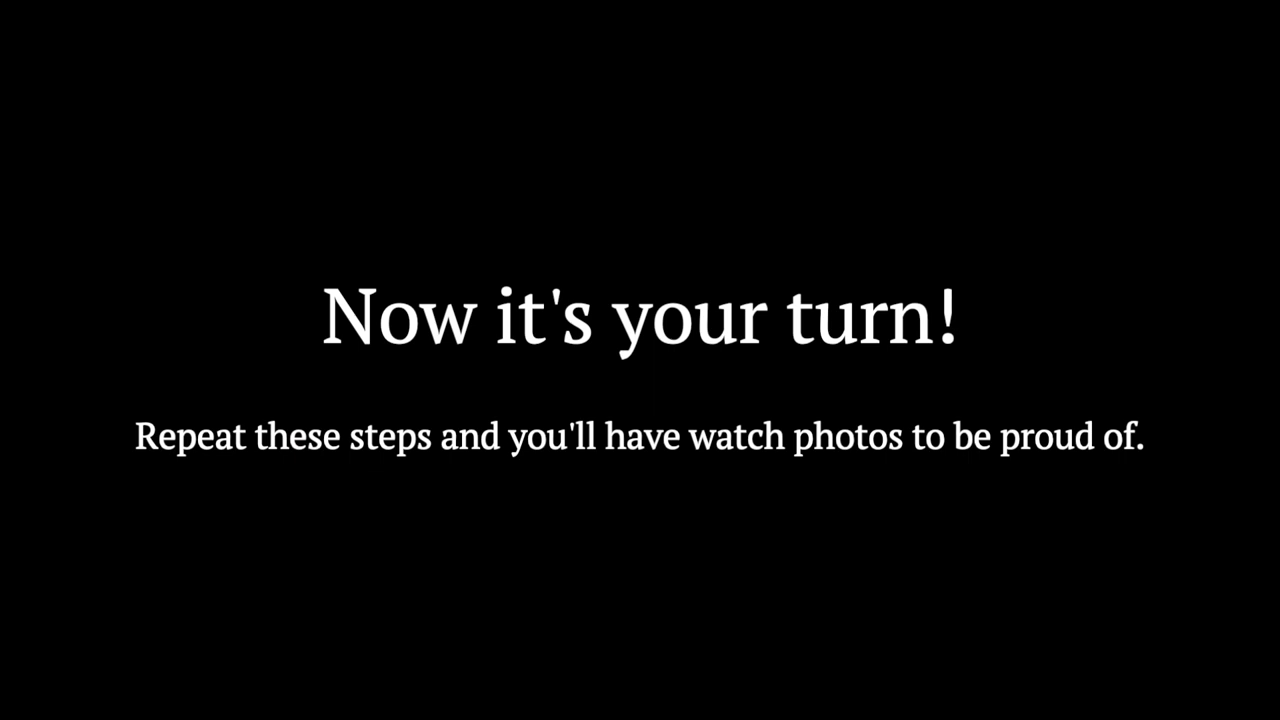 Now it's your turn!
Repeat these steps and you'll have watch photos to be proud of.